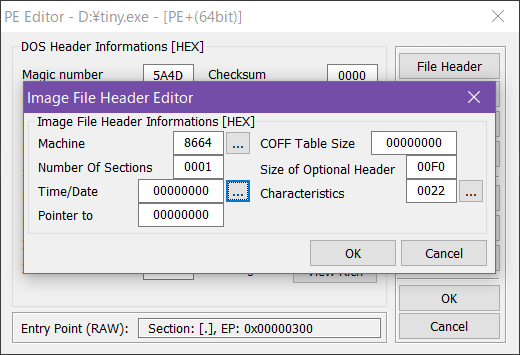 PE Editor - D:¥tiny.exe - [PE+(64bit)]
DOS Header Informations [HEX]
Magic number 5A4D Checksum 0000 File Header
Image File Header Editor
Image File Header Informations [HEX]
Machine 8664 ... COFF Table Size 00000000
Number Of Sections 0001 Size of Optional Header 00F0
Time/Date 00000000 ... Characteristics 0022 ...
Pointer to 00000000
OK Cancel
OK
Entry Point (RAW): Section: [.], EP: 0x00000300 Cancel